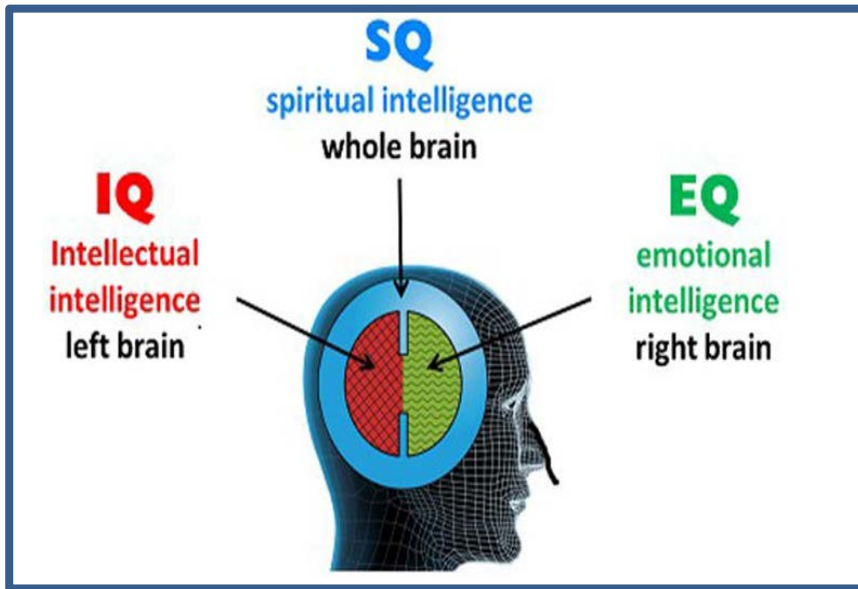 SQ
spiritual intelligence
whole brain
IQ
Intellectual
intelligence
left brain
EQ
emotional
intelligence
right brain